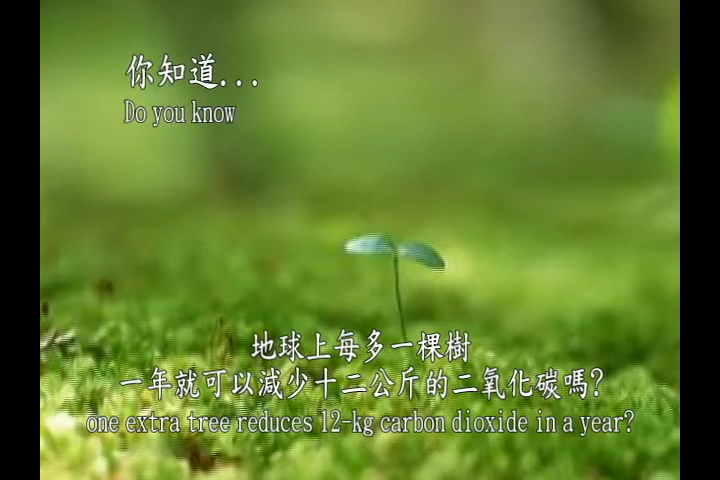 你知道...
Do you know
地球上每多一棵樹
一年就可以減少十二公斤的二氧化碳嗎?
one extra tree reduces 12-kg carbon dioxide in a year?